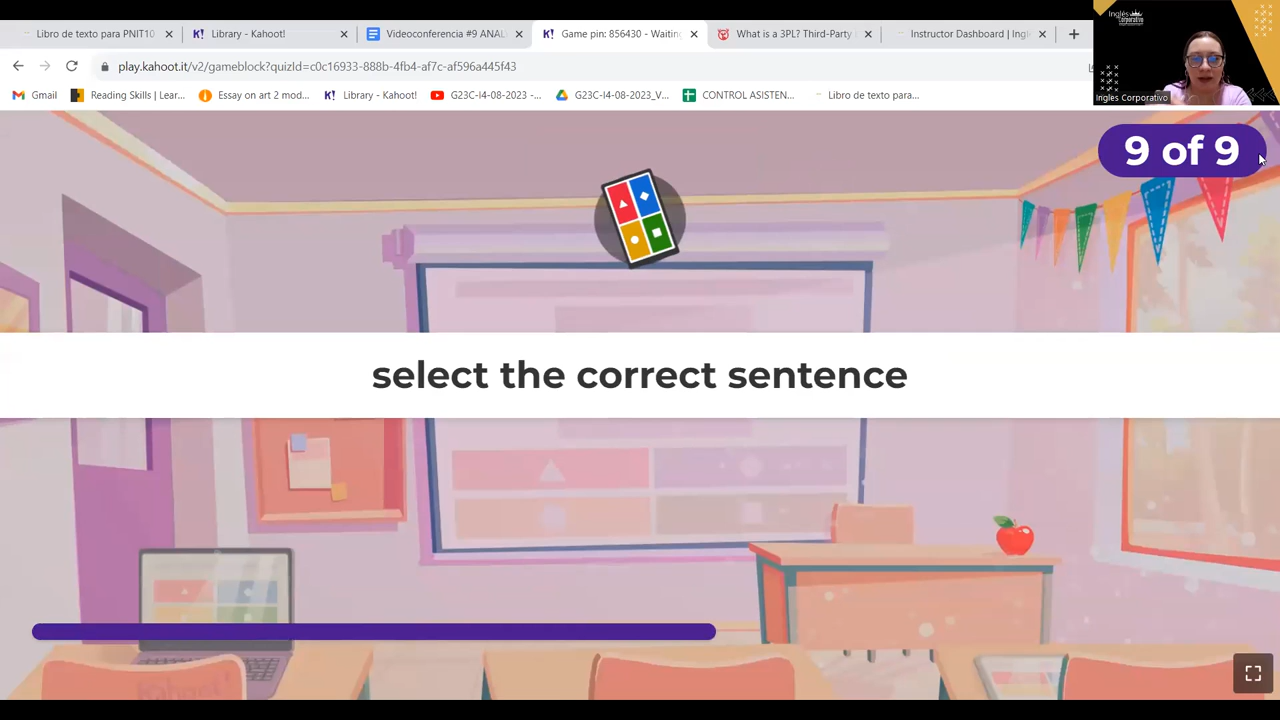 Libro de texto para PNIT10
Library - Kahoot!
Videoconferencia #9 ANAL
Game pin: 856430 - Waiting
What is a 3PL? Third-Party
Instructor Dashboard | Ingl
play.kahoot.it/v2/gameblock?quizId=c0c16933-888b-4fb4-af7c-af596a445f43
Gmail
Reading Skills | Lear...
Essay on art 2 mod...
Library - Kahoot!
G23C-I4-08-2023 -...
G23C-I4-08-2023_V...
CONTROL ASISTEN...
Libro de texto para...
Inglés
Corporativo
Ingles Corporativo
9 of 9
select the correct sentence